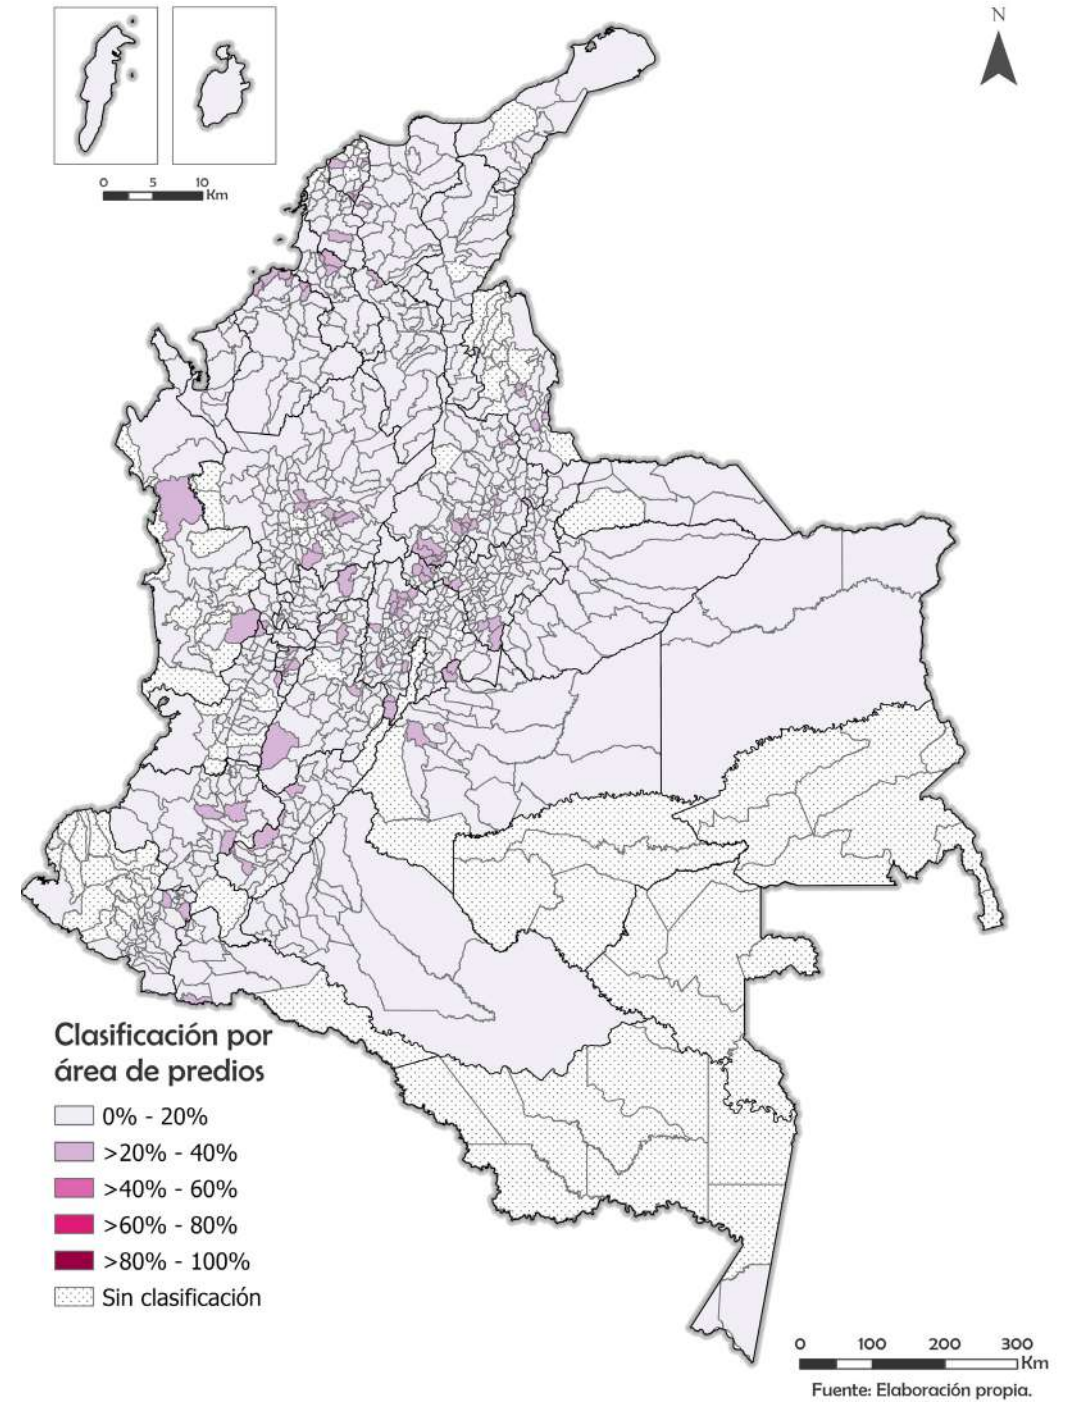 N
0 5 10 Km
Clasificación por
área de predios
0% - 20%
>20% - 40%
>40% - 60%
>60% - 80%
>80% - 100%
Sin clasificación
0 100 200 300 Km
Fuente: Elaboración propia.